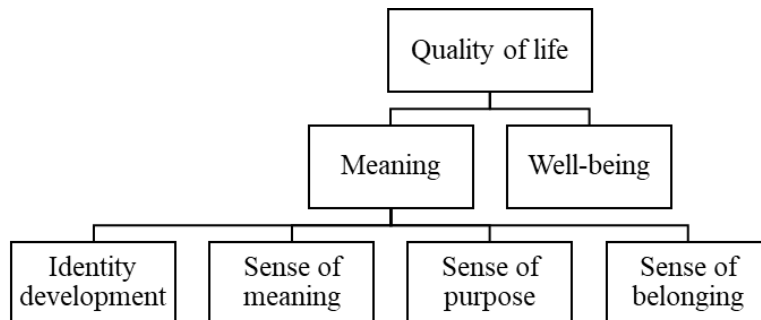 Quality of life
Meaning
Well-being
Identity
development
Sense of
meaning
Sense of
purpose
Sense of
belonging